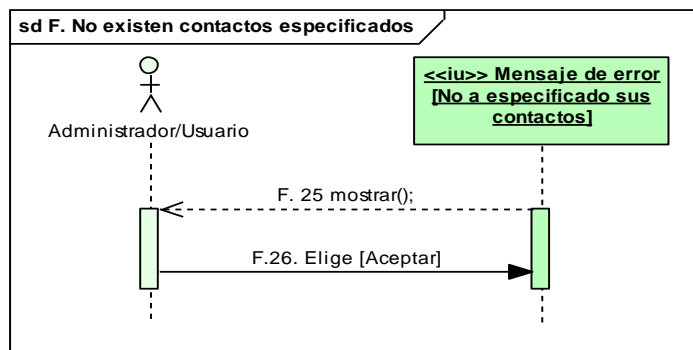 sd F. No existen contactos especificados
<<iu>> Mensaje de error
[No a especificado sus
contactos]
Administrador/Usuario
F. 25 mostrar();
F.26. Elige [Aceptar]